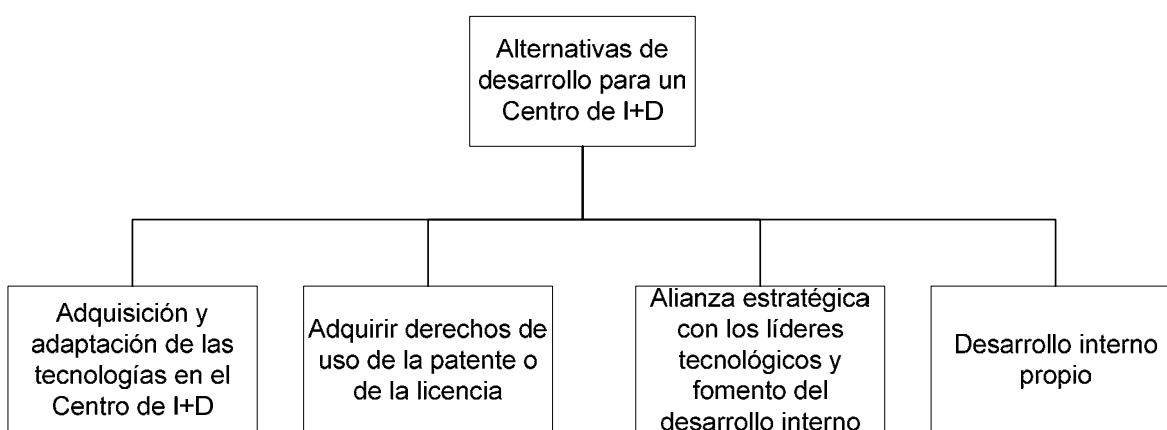 Alternativas de
desarrollo para un
Centro de I+D
Adquisición y
adaptación de las
tecnologías en el
Centro de I+D
Adquirir derechos de
uso de la patente o
de la licencia
Alianza estratégica
con los líderes
tecnológicos y
fomento del
desarrollo interno
Desarrollo interno
propio